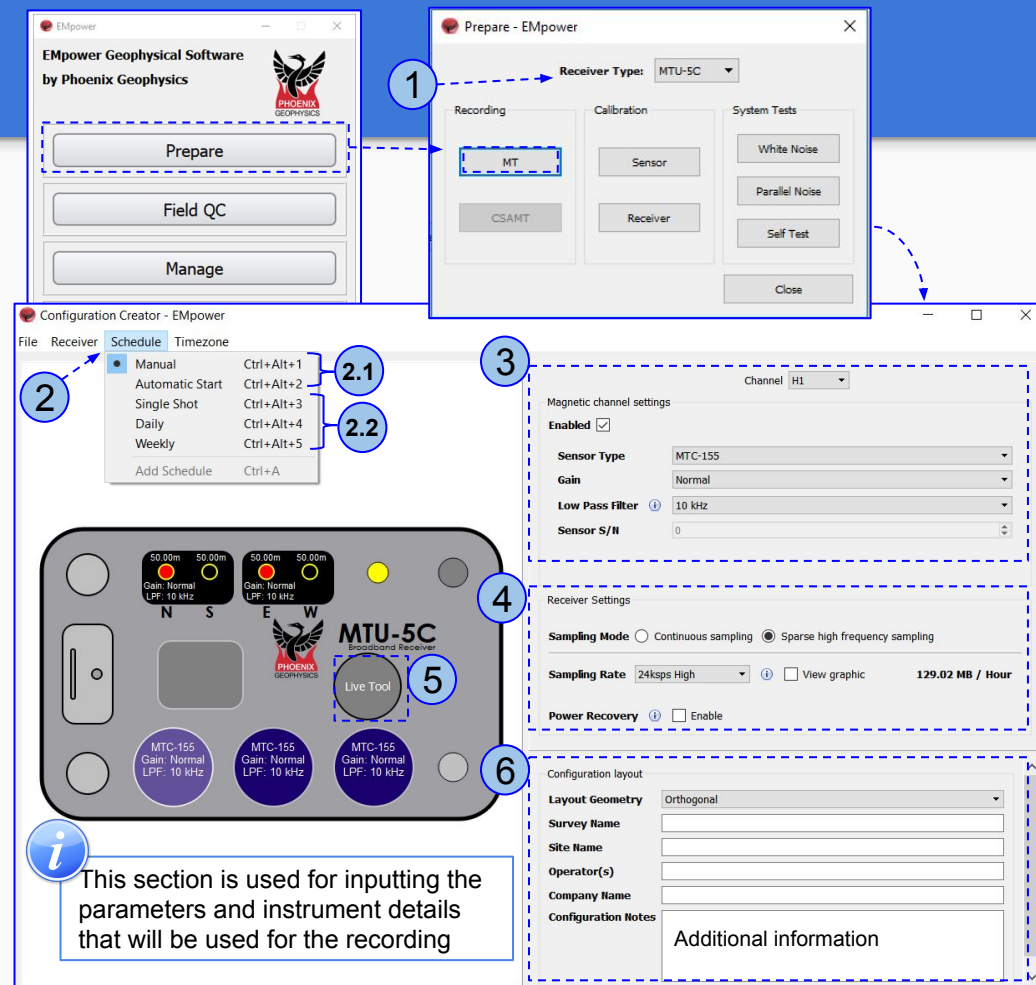 EMpower
EMpower Geophysical Software
by Phoenix Geophysics
PHOENIX
GEOPHYSICS
Prepare
Field QC
Manage
Prepare - EMpower
1
Receiver Type: MTU-5C
Recording
MT
CSAMT
Calibration
Sensor
Receiver
System Tests
White Noise
Parallel Noise
Self Test
Close
Configuration Creator - EMpower
File Receiver Schedule Timezone
2
Manual Ctrl+Alt+1
Automatic Start Ctrl+Alt+2
2.1
Single Shot Ctrl+Alt+3
Daily Ctrl+Alt+4
Weekly Ctrl+Alt+5
2.2
Add Schedule Ctrl+A
50.00m 50.00m 50.00m 50.00m
Gain: Normal Gain: Normal
LPF: 10 kHz LPF: 10 kHz
N S E W
PHOENIX
GEOPHYSICS
MTU-5C
Broadband Receiver
Live Tool
5
MTC-155 MTC-155 MTC-155
Gain: Normal Gain: Normal Gain: Normal
LPF: 10 kHz LPF: 10 kHz LPF: 10 kHz
i
This section is used for inputting the
parameters and instrument details
that will be used for the recording
3
Channel H1
Magnetic channel settings
Enabled
Sensor Type MTC-155
Gain Normal
Low Pass Filter i 10 kHz
Sensor S/N 0
4
Receiver Settings
Sampling Mode Continuous sampling Sparse high frequency sampling
Sampling Rate 24ksps High i View graphic 129.02 MB / Hour
Power Recovery i Enable
6
Configuration layout
Layout Geometry Orthogonal
Survey Name
Site Name
Operator(s)
Company Name
Configuration Notes
Additional information